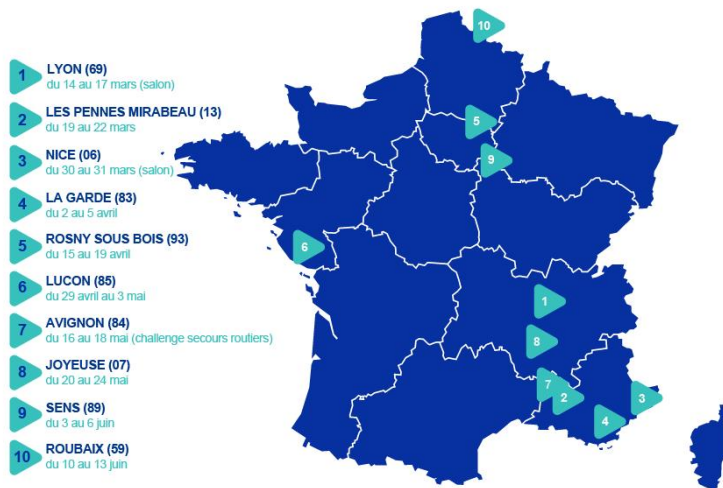 1
LYON (69)
du 14 au 17 mars (salon)
2
LES PENNES MIRABEAU (13)
du 19 au 22 mars
3
NICE (06)
du 30 au 31 mars (salon)
4
LA GARDE (83)
du 2 au 5 avril
5
ROSNY SOUS BOIS (93)
du 15 au 19 avril
6
LUCON (85)
du 29 avril au 3 mai
7
AVIGNON (84)
du 16 au 18 mai (challenge secours routiers)
8
JOYEUSE (07)
du 20 au 24 mai
9
SENS (89)
du 3 au 6 juin
10
ROUBAIX (59)
du 10 au 13 juin
10
5
9
6
1
8
7
2
3
4